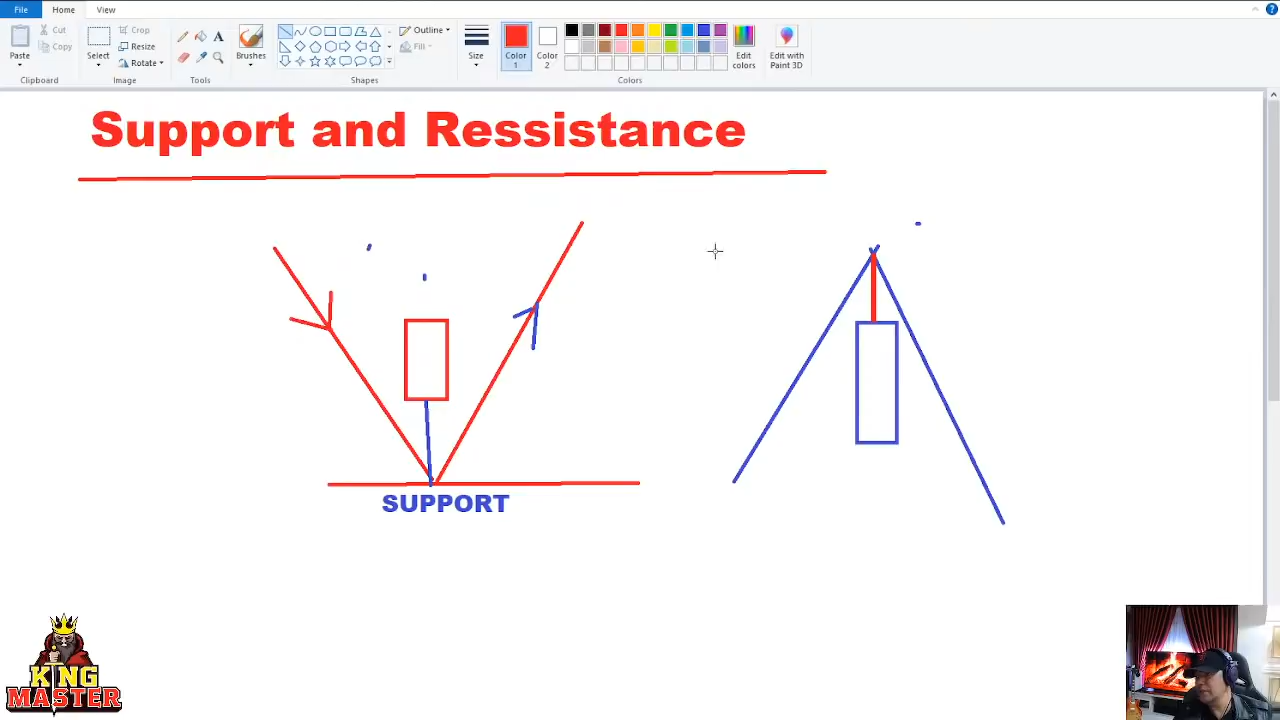 File Home View
Paste Cut Copy Select Crop Resize Rotate Brushes Outline Fill Size Color 1 Color 2 Edit colors Edit with Paint 3D
Clipboard Image Tools Shapes Colors
Support and Ressistance
SUPPORT
KING
MASTER